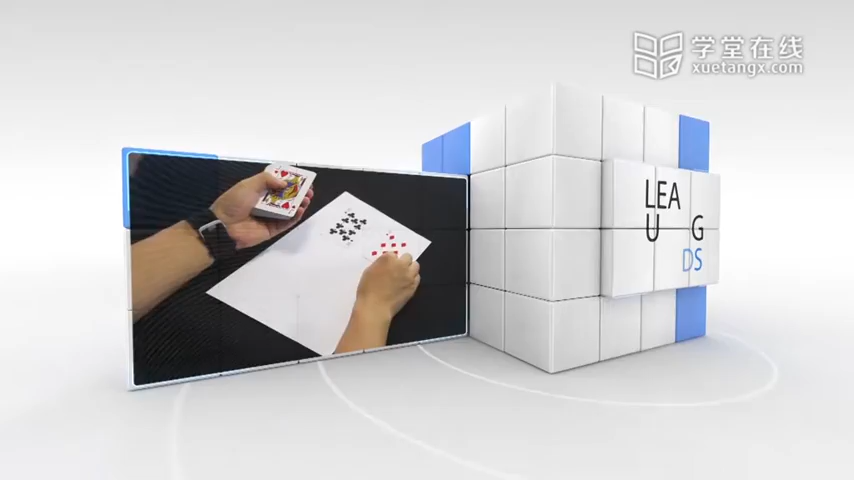 学堂在线
xuetangx.com
LEA
U G
DS